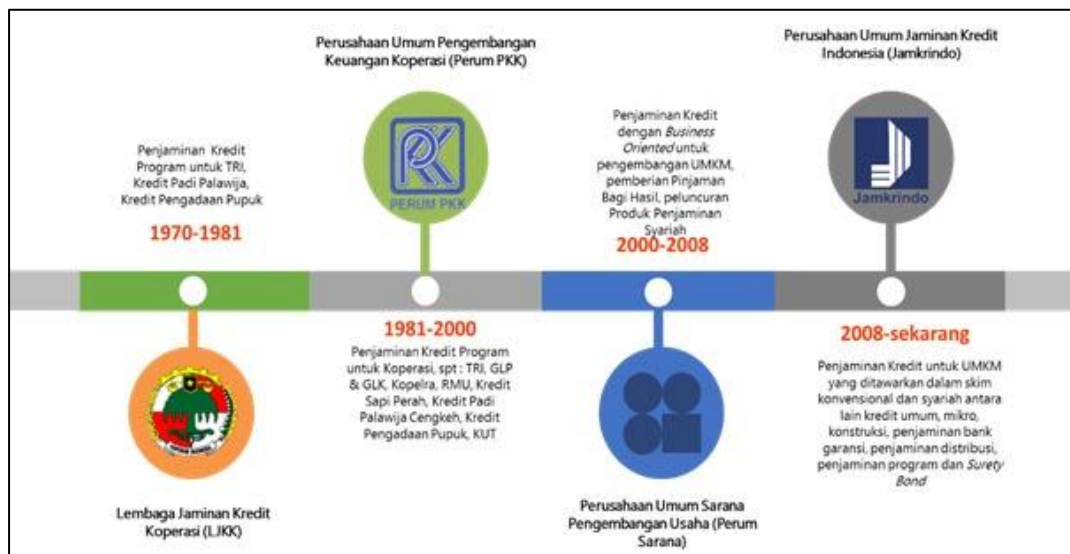 Perusahaan Umum Pengembangan
Keuangan Koperasi (Perum PKK)
Perusahaan Umum Jaminan Kredit
Indonesia (Jamkrindo)
PERUM PKK
Jamkrindo
Penjaminan Kredit
Program untuk TRI,
Kredit Padi Palawija,
Kredit Pengadaan Pupuk
1970-1981
Penjaminan Kredit
dengan Business
Oriented untuk
pengembangan UMKM,
pemberian Pinjaman
Bagi Hasil, peluncuran
Produk Penjaminan
Syariah
2000-2008
1981-2000
Penjaminan Kredit Program
untuk Koperasi, spt : TRI, GLP
& GLK, Kopelra, RMU, Kredit
Sapi Perah, Kredit Padi
Palawija Cengkeh, Kredit
Pengadaan Pupuk, KUT
2008-sekarang
Penjaminan Kredit untuk UMKM
yang ditawarkan dalam skim
konvensional dan syariah antara
lain kredit umum, mikro,
konstruksi, penjaminan bank
garansi, penjaminan distribusi,
penjaminan program dan Surety
Bond
Lembaga Jaminan Kredit
Koperasi (LJKK)
Perusahaan Umum Sarana
Pengembangan Usaha (Perum
Sarana)